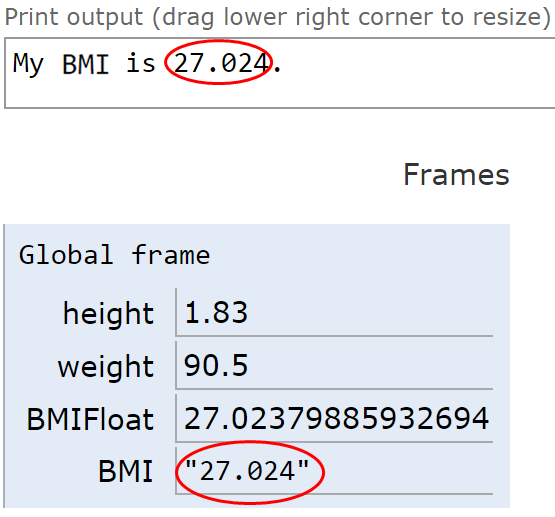 Print output (drag lower right corner to resize)
My BMI is 27.024.
Frames
Global frame
height 1.83
weight 90.5
BMIFloat 27.02379885932694
BMI "27.024"